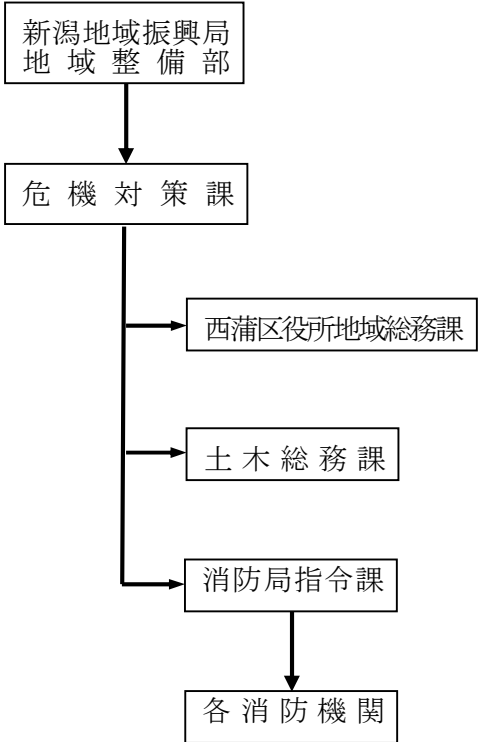 新潟地域振興局
地域整備部
危機対策課
西蒲区役所地域総務課
土木総務課
消防局指令課
各消防機関